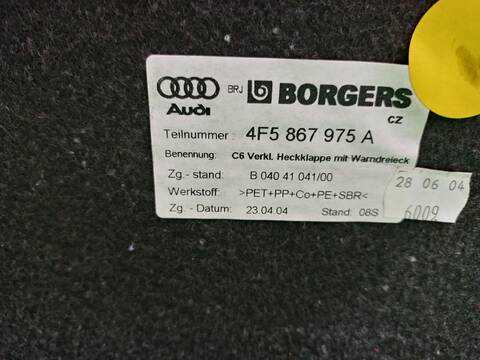 Audi BRJ BORGERS
CZ
Teilnummer: 4F5 867 975 A
Benennung: C6 Verkl. Heckklappe mit Warndreieck
Zg.- stand: B 040 41 041/00
Werkstoff: >PET+PP+Co+PE+SBR<
Zg. - Datum: 23.04.04 Stand: 08S
28 06 04
6009